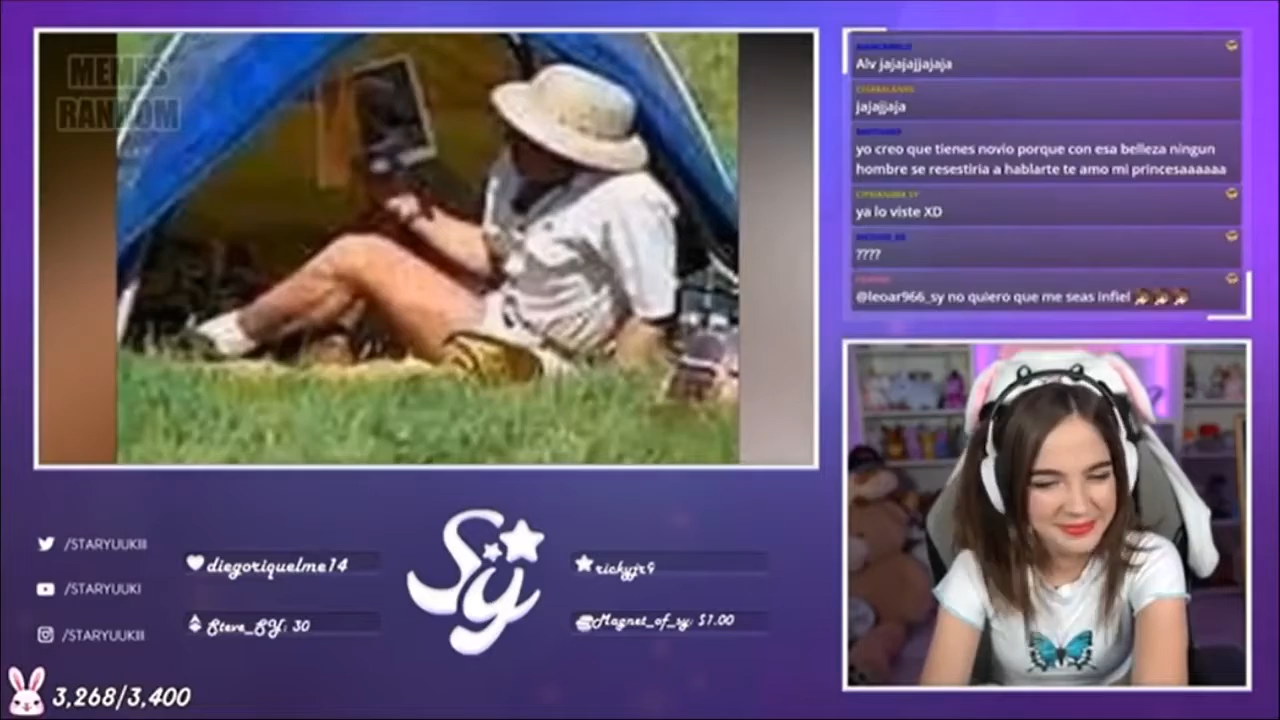 MEMES
RANDOM
Alv jajajajjajaja
jajajjaja
yo creo que tienes novio porque con esa belleza ningun
hombre se resestiria a hablarte te amo mi princesaaaaaa
ya lo viste XD
????
@leoar966_sy no quiero que me seas infiel
/STARYUUKIII
diegoriquelme14
rickyjr9
/STARYUUKI
Steve_SY: 30
Magnet_of_sy: $1.00
/STARYUUKIII
Sy
3,268/3,400